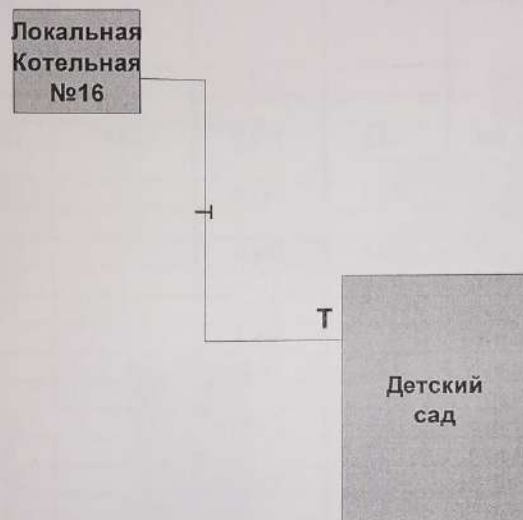 Локальная
Котельная
№16
Т
Т
Детский
сад